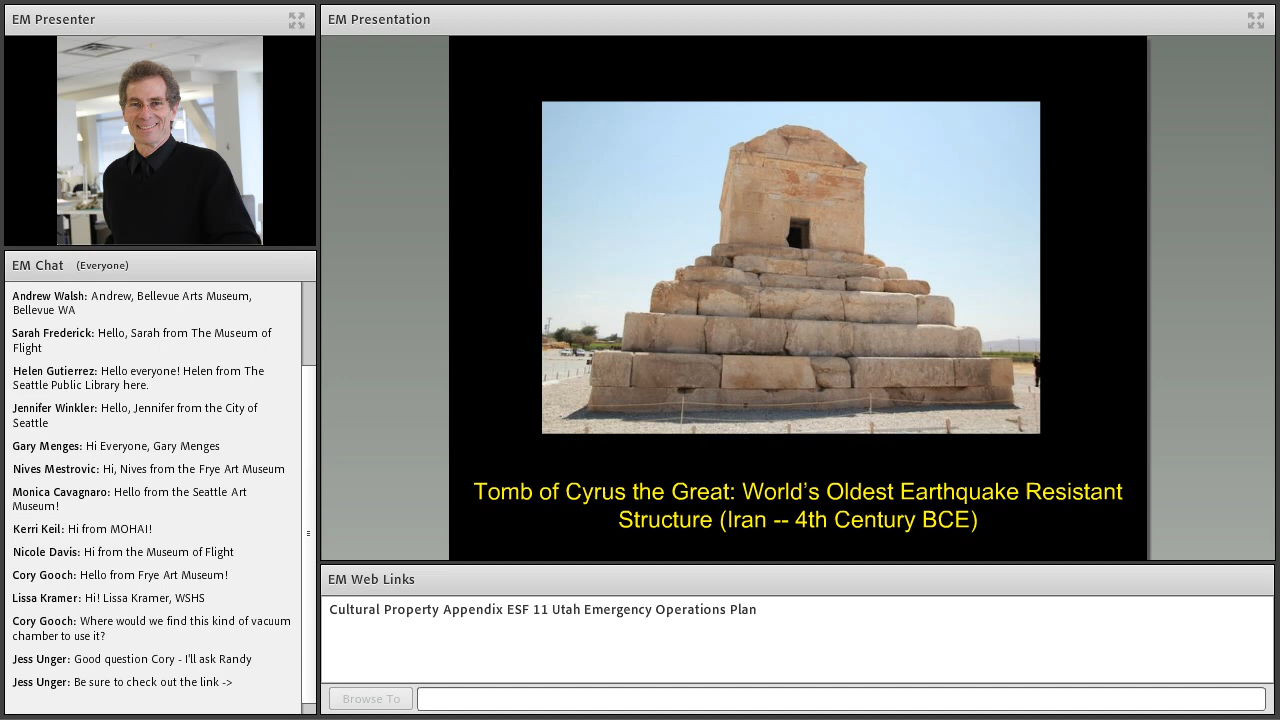 EM Presenter
EM Chat (Everyone)
Andrew Walsh: Andrew, Bellevue Arts Museum,
Bellevue WA
Sarah Frederick: Hello, Sarah from The Museum of
Flight
Helen Gutierrez: Hello everyone! Helen from The
Seattle Public Library here.
Jennifer Winkler: Hello, Jennifer from the City of
Seattle
Gary Menges: Hi Everyone, Gary Menges
Nives Mestrovic: Hi, Nives from the Frye Art Museum
Monica Cavagnaro: Hello from the Seattle Art
Museum!
Kerri Keil: Hi from MOHAI!
Nicole Davis: Hi from the Museum of Flight
Cory Gooch: Hello from Frye Art Museum!
Lissa Kramer: Hi! Lissa Kramer, WSHS
Cory Gooch: Where would we find this kind of vacuum
chamber to use it?
Jess Unger: Good question Cory - I'll ask Randy
Jess Unger: Be sure to check out the link ->
EM Presentation
Tomb of Cyrus the Great: World’s Oldest Earthquake Resistant
Structure (Iran -- 4th Century BCE)
EM Web Links
Cultural Property Appendix ESF 11 Utah Emergency Operations Plan
Browse To